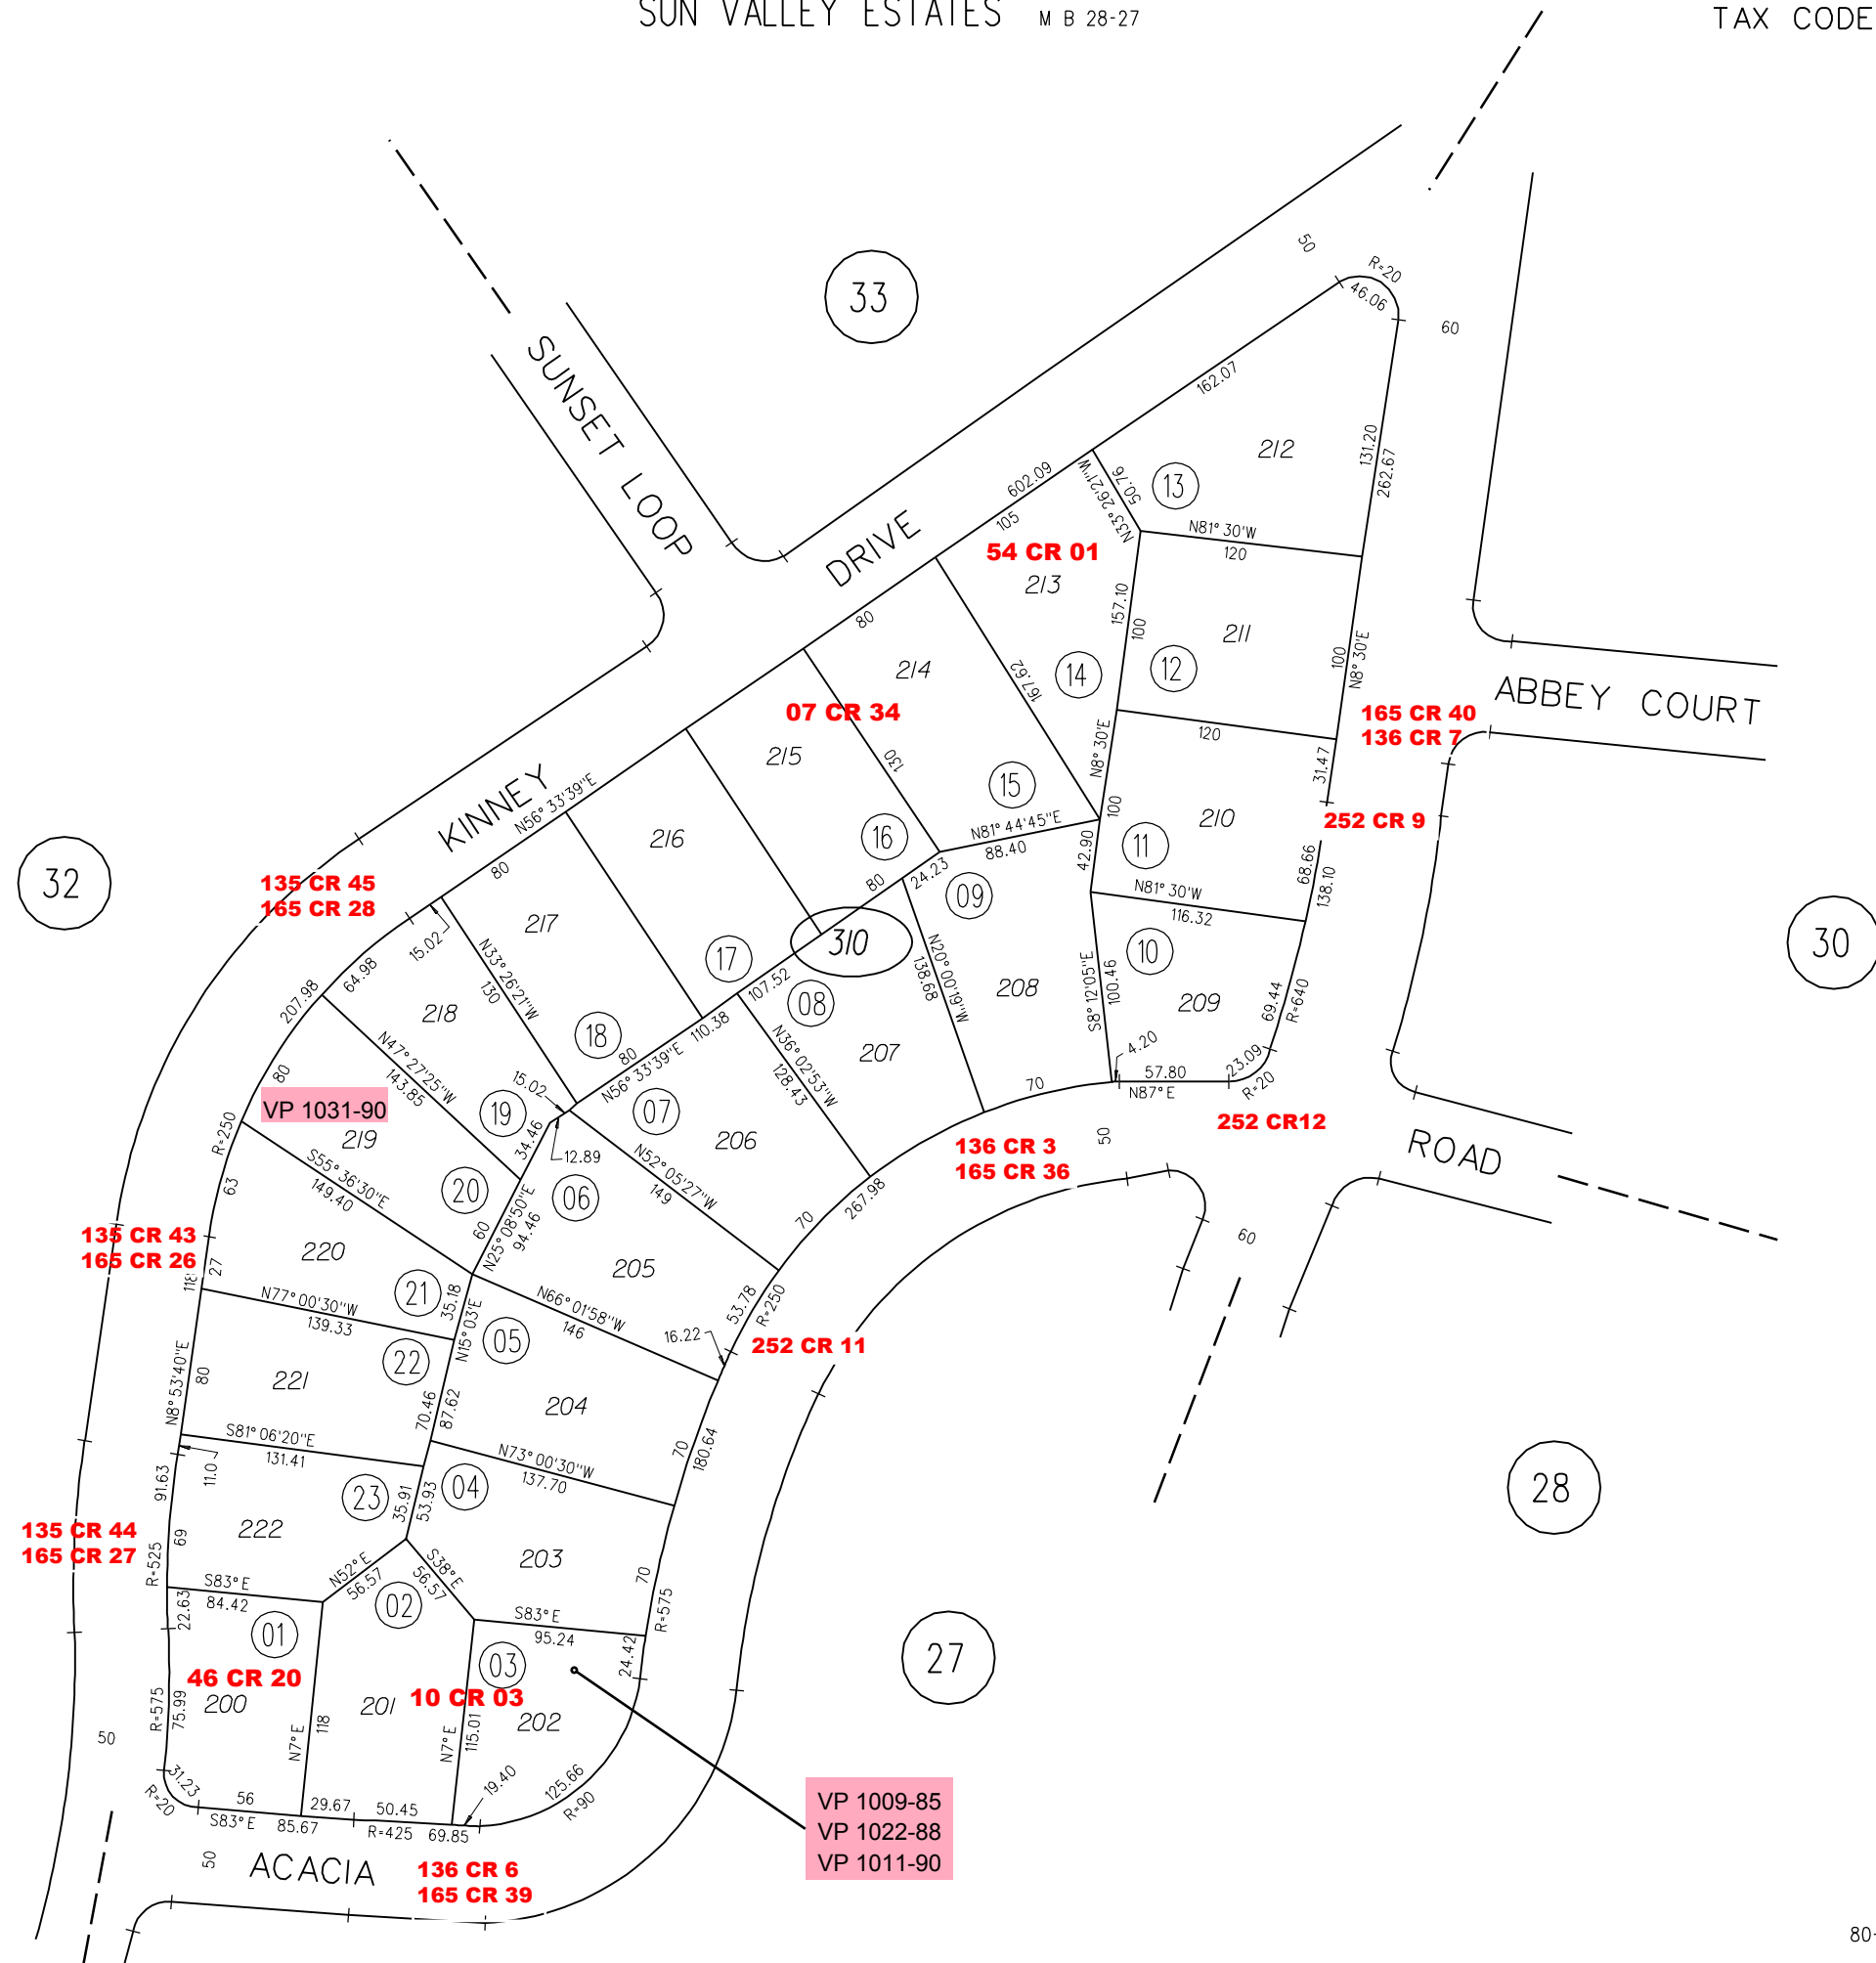 SUN VALLEY ESTATES M B 28-27
TAX CODE
33
50
R=20
46.06
60
SUNSET LOOP
162.07
212
131.20
262.67
602.09
50.76
N33° 26'21"W
13
105
N81° 30'W
120
DRIVE
54 CR 01
213
157.10
100
211
80
214
167.62
14
12
100
N8° 30'E
ABBEY COURT
07 CR 34
165 CR 40
136 CR 7
215
130
N8° 30'E
120
31.47
KINNEY
N56° 33'39"E
15
100
210
252 CR 9
216
16
N81° 44'45"E
88.40
42.90
11
68.66
138.10
32
135 CR 45
165 CR 28
80
80
24.23
09
N81° 30'W
116.32
217
15.02
310
30
17
N20° 00'19"W
138.68
10
207.98
64.98
N33° 26'21"W
130
107.52
08
208
S8° 12'05"E
100.46
209
69.44
R=640
218
18
110.38
N36° 02'53"W
128.43
207
4.20
80
N47° 27'25"W
143.85
80
N56° 33'39"E
15.02
70
57.80
N87° E
23.09
R=20
VP 1031-90
19
07
252 CR12
219
R=250
34.46
12.89
206
136 CR 3
165 CR 36
50
ROAD
S55° 36'30"E
149.40
63
20
06
N52° 05'27"W
149
267.98
60
N25° 08'50"E
94.46
70
60
135 CR 43
165 CR 26
220
27
118
205
N77° 00'30"W
139.33
21
35.18
N15° 03'E
N66° 01'58"W
146
53.78
R=250
16.22
252 CR 11
05
22
N8° 53'40"E
80
221
204
70.46
87.62
70
180.64
S81° 06'20"E
131.41
N73° 00'30"W
137.70
11.0
91.63
23
35.91
53.93
04
28
135 CR 44
165 CR 27
222
69
203
R=525
N52° E
56.57
S38° E
56.57
70
S83° E
84.42
22.63
02
S83° E
95.24
R=575
01
03
24.42
27
46 CR 20
200
10 CR 03
201
202
R=575
75.99
N7° E
118
N7° E
115.01
50
31.23
R=20
19.40
125.66
R=90
56
29.67
50.45
S83° E
85.67
R=425
69.85
VP 1009-85
VP 1022-88
VP 1011-90
50
ACACIA
136 CR 6
165 CR 39
80-